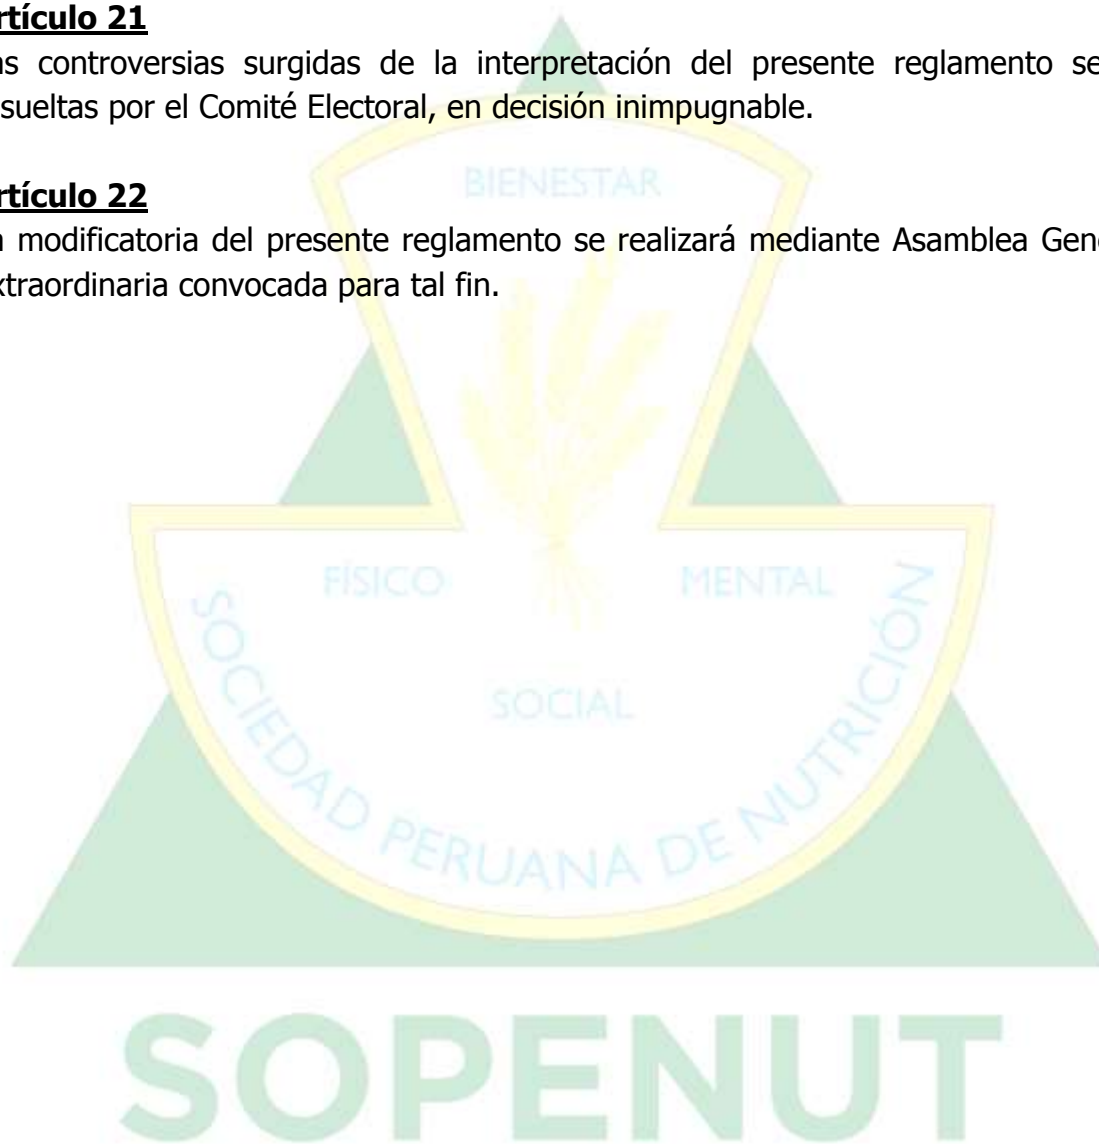 rtículo 21
as controversias surgidas de la interpretación del presente reglamento se
sueltas por el Comité Electoral, en decisión inimpugnable.
rtículo 22
modificatoria del presente reglamento se realizará mediante Asamblea Gen
xtraordinaria convocada para tal fin.
BIENESTAR
FÍSICO
MENTAL
SOCIAL
SOCIEDAD PERUANA DE NUTRICIÓN
SOPENUT